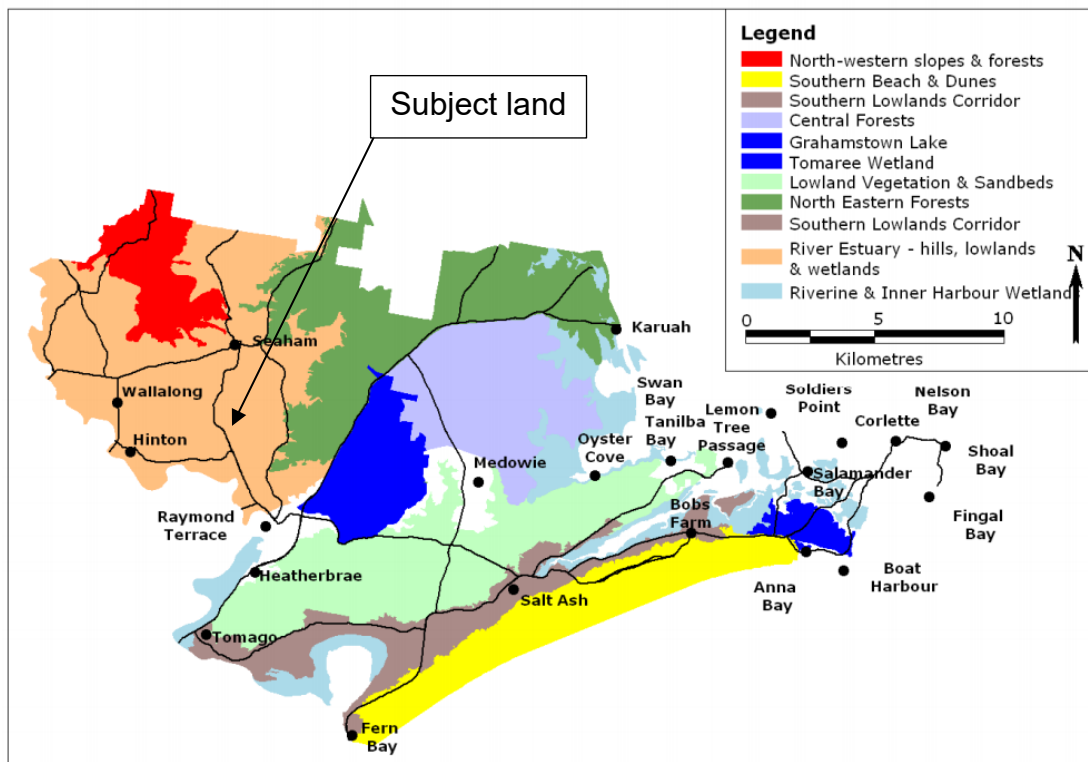 Legend
North-western slopes & forests
Southern Beach & Dunes
Southern Lowlands Corridor
Central Forests
Grahamstown Lake
Tomaree Wetland
Lowland Vegetation & Sandbeds
North Eastern Forests
Southern Lowlands Corridor
River Estuary - hills, lowlands
& wetlands
Riverine & Inner Harbour Wetland
N
0 5 10
Kilometres
Subject land
Seaham
Wallalong
Hinton
Karuah
Swan
Bay
Tanilba
Bay
Lemon
Tree
Passage
Soldiers
Point
Corlette
Nelson
Bay
Shoal
Bay
Oyster
Cove
Medowie
Salamander
Bay
Fingal
Bay
Raymond
Terrace
Bobs
Farm
Heatherbrae
Salt Ash
Anna
Bay
Boat
Harbour
Tomago
Fern
Bay